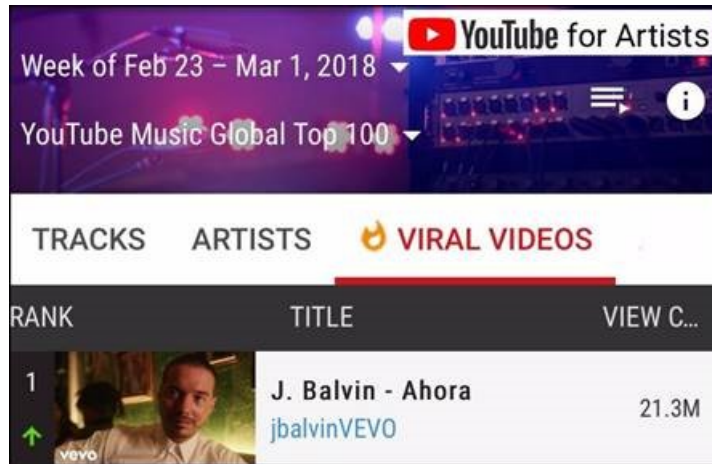 YouTube for Artists
Week of Feb 23 – Mar 1, 2018
YouTube Music Global Top 100
TRACKS ARTISTS VIRAL VIDEOS
RANK TITLE VIEW C...
1
J. Balvin - Ahora
21.3M
jbalvinVEVO
vevo